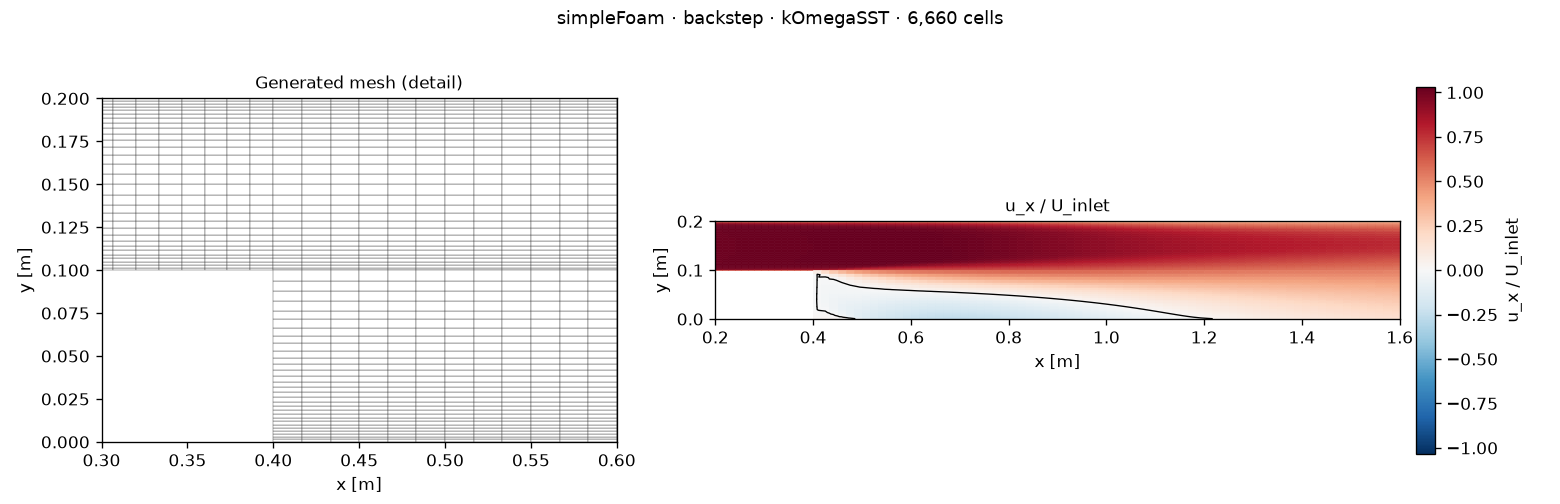 simpleFoam · backstep · kOmegaSST · 6,660 cells
Generated mesh (detail)
0.200
0.175
0.150
0.125
0.100
0.075
0.050
0.025
0.000
y [m]
0.30 0.35 0.40 0.45 0.50 0.55 0.60
x [m]
u_x / U_inlet
0.2
0.1
0.0
y [m]
0.2 0.4 0.6 0.8 1.0 1.2 1.4 1.6
x [m]
1.00
0.75
0.50
0.25
0.00
−0.25
−0.50
−0.75
−1.00
u_x / U_inlet